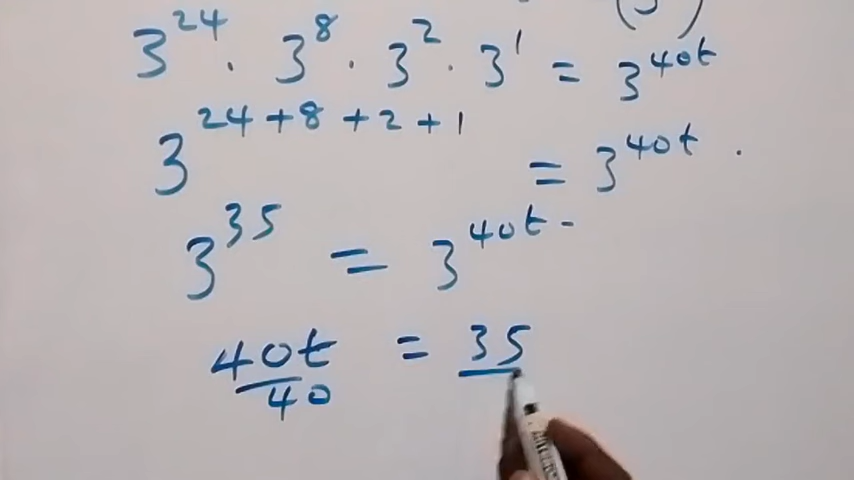 (3)
3^24 · 3^8 · 3^2 · 3^1 = 3^40t
3^24+8+2+1 = 3^40t .
3^35 = 3^40t -
40t/40 = 35